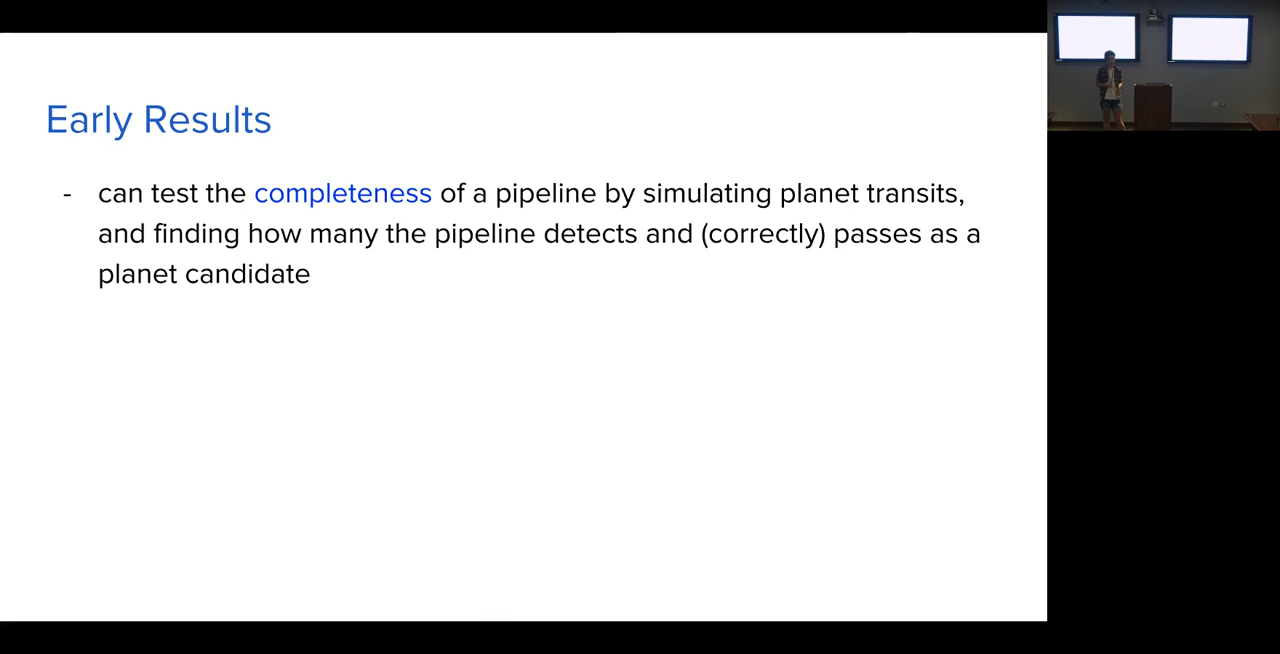 Early Results
- can test the completeness of a pipeline by simulating planet transits,
and finding how many the pipeline detects and (correctly) passes as a
planet candidate